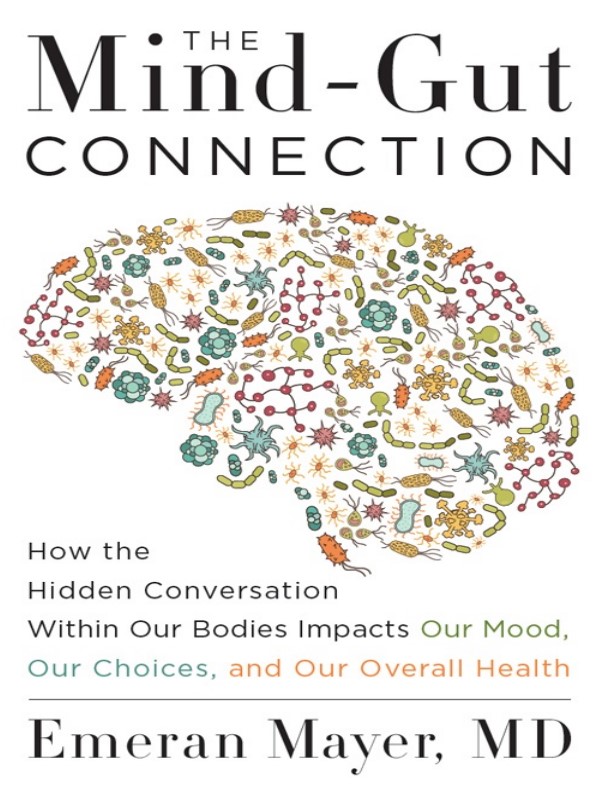 THE
Mind-Gut
CONNECTION
How the
Hidden Conversation
Within Our Bodies Impacts Our Mood,
Our Choices, and Our Overall Health
Emeran Mayer, MD